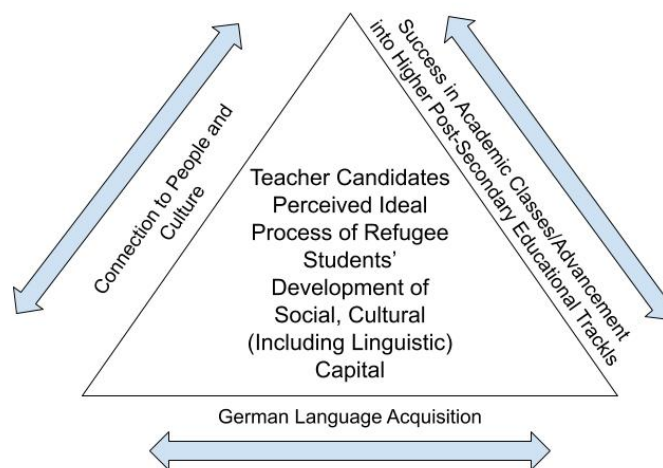 Connection to People and
Culture
Success in Academic Classes/Advancement
into Higher Post-Secondary Educational Trackls
Teacher Candidates
Perceived Ideal
Process of Refugee
Students’
Development of
Social, Cultural
(Including Linguistic)
Capital
German Language Acquisition